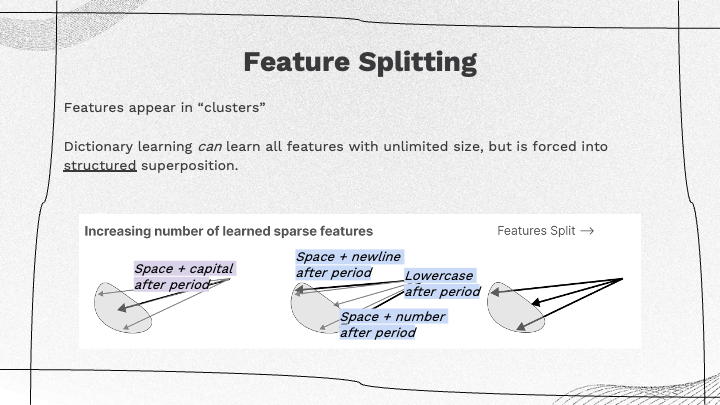 Feature Splitting
Features appear in “clusters”
Dictionary learning can learn all features with unlimited size, but is forced into
structured superposition.
Increasing number of learned sparse features
Features Split →
Space + capital
after period
Space + newline
after period
Lowercase
after period
Space + number
after period